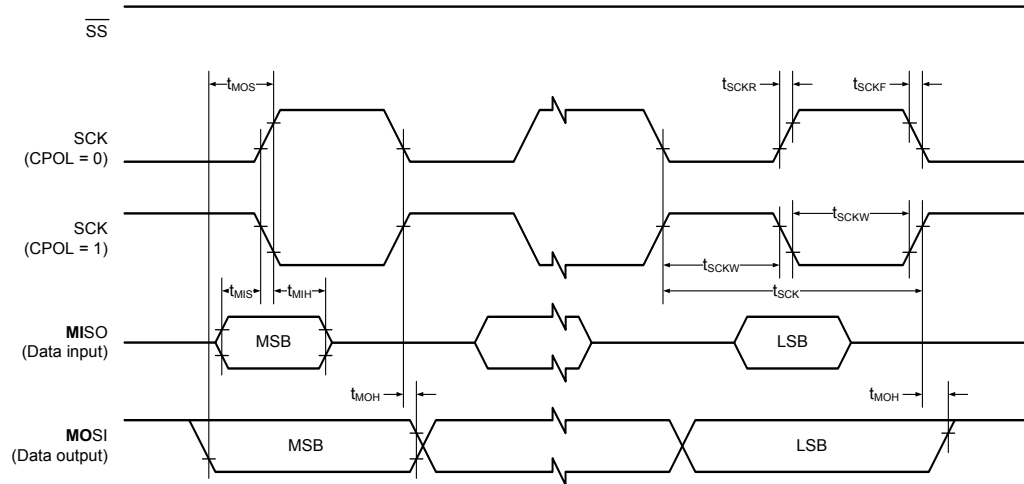 SS
tMOS
tSCKR
tSCKF
SCK
(CPOL = 0)
SCK
(CPOL = 1)
tSCKW
tSCKW
tSCK
tMIS
tMIH
MISO
(Data input)
MSB
LSB
tMOH
tMOH
MOSI
(Data output)
MSB
LSB